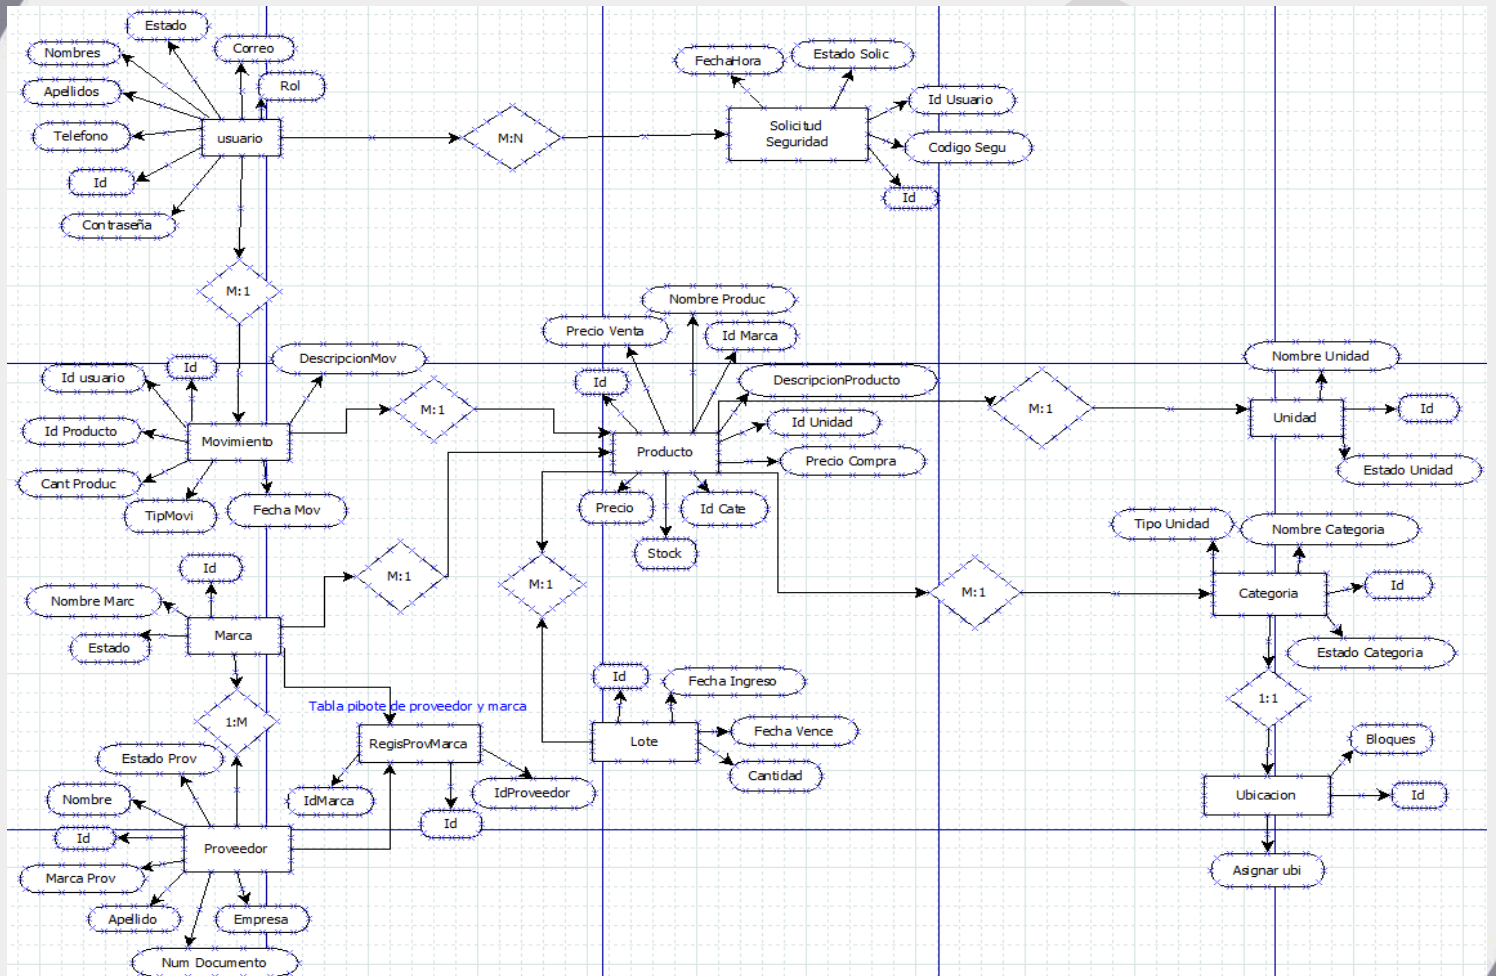 Estado
Nombres
Correo
Apellidos
Rol
Telefono
usuario
Id
Contraseña
M:N
FechaHora
Estado Solic
Id Usuario
Solicitud
Seguridad
Codigo Segu
Id
M:1
Id usuario
Id
DescripcionMov
Id Producto
Movimiento
Cant Produc
TipMovi
Fecha Mov
M:1
Nombre Produc
Precio Venta
Id Marca
Id
DescripcionProducto
Id Unidad
Producto
Precio Compra
Precio
Id Cate
Stock
M:1
Nombre Unidad
Unidad
Id
Estado Unidad
Tipo Unidad
Nombre Categoria
M:1
Categoria
Id
Estado Categoria
1:1
Bloques
Ubicacion
Id
Asignar ubi
Id
Nombre Marc
Marca
Estado
M:1
M:1
1:M
Tabla pibote de proveedor y marca
RegisProvMarca
IdMarca
IdProveedor
Id
Id
Fecha Ingreso
Lote
Fecha Vence
Cantidad
Estado Prov
Nombre
Id
Proveedor
Marca Prov
Apellido
Empresa
Num Documento